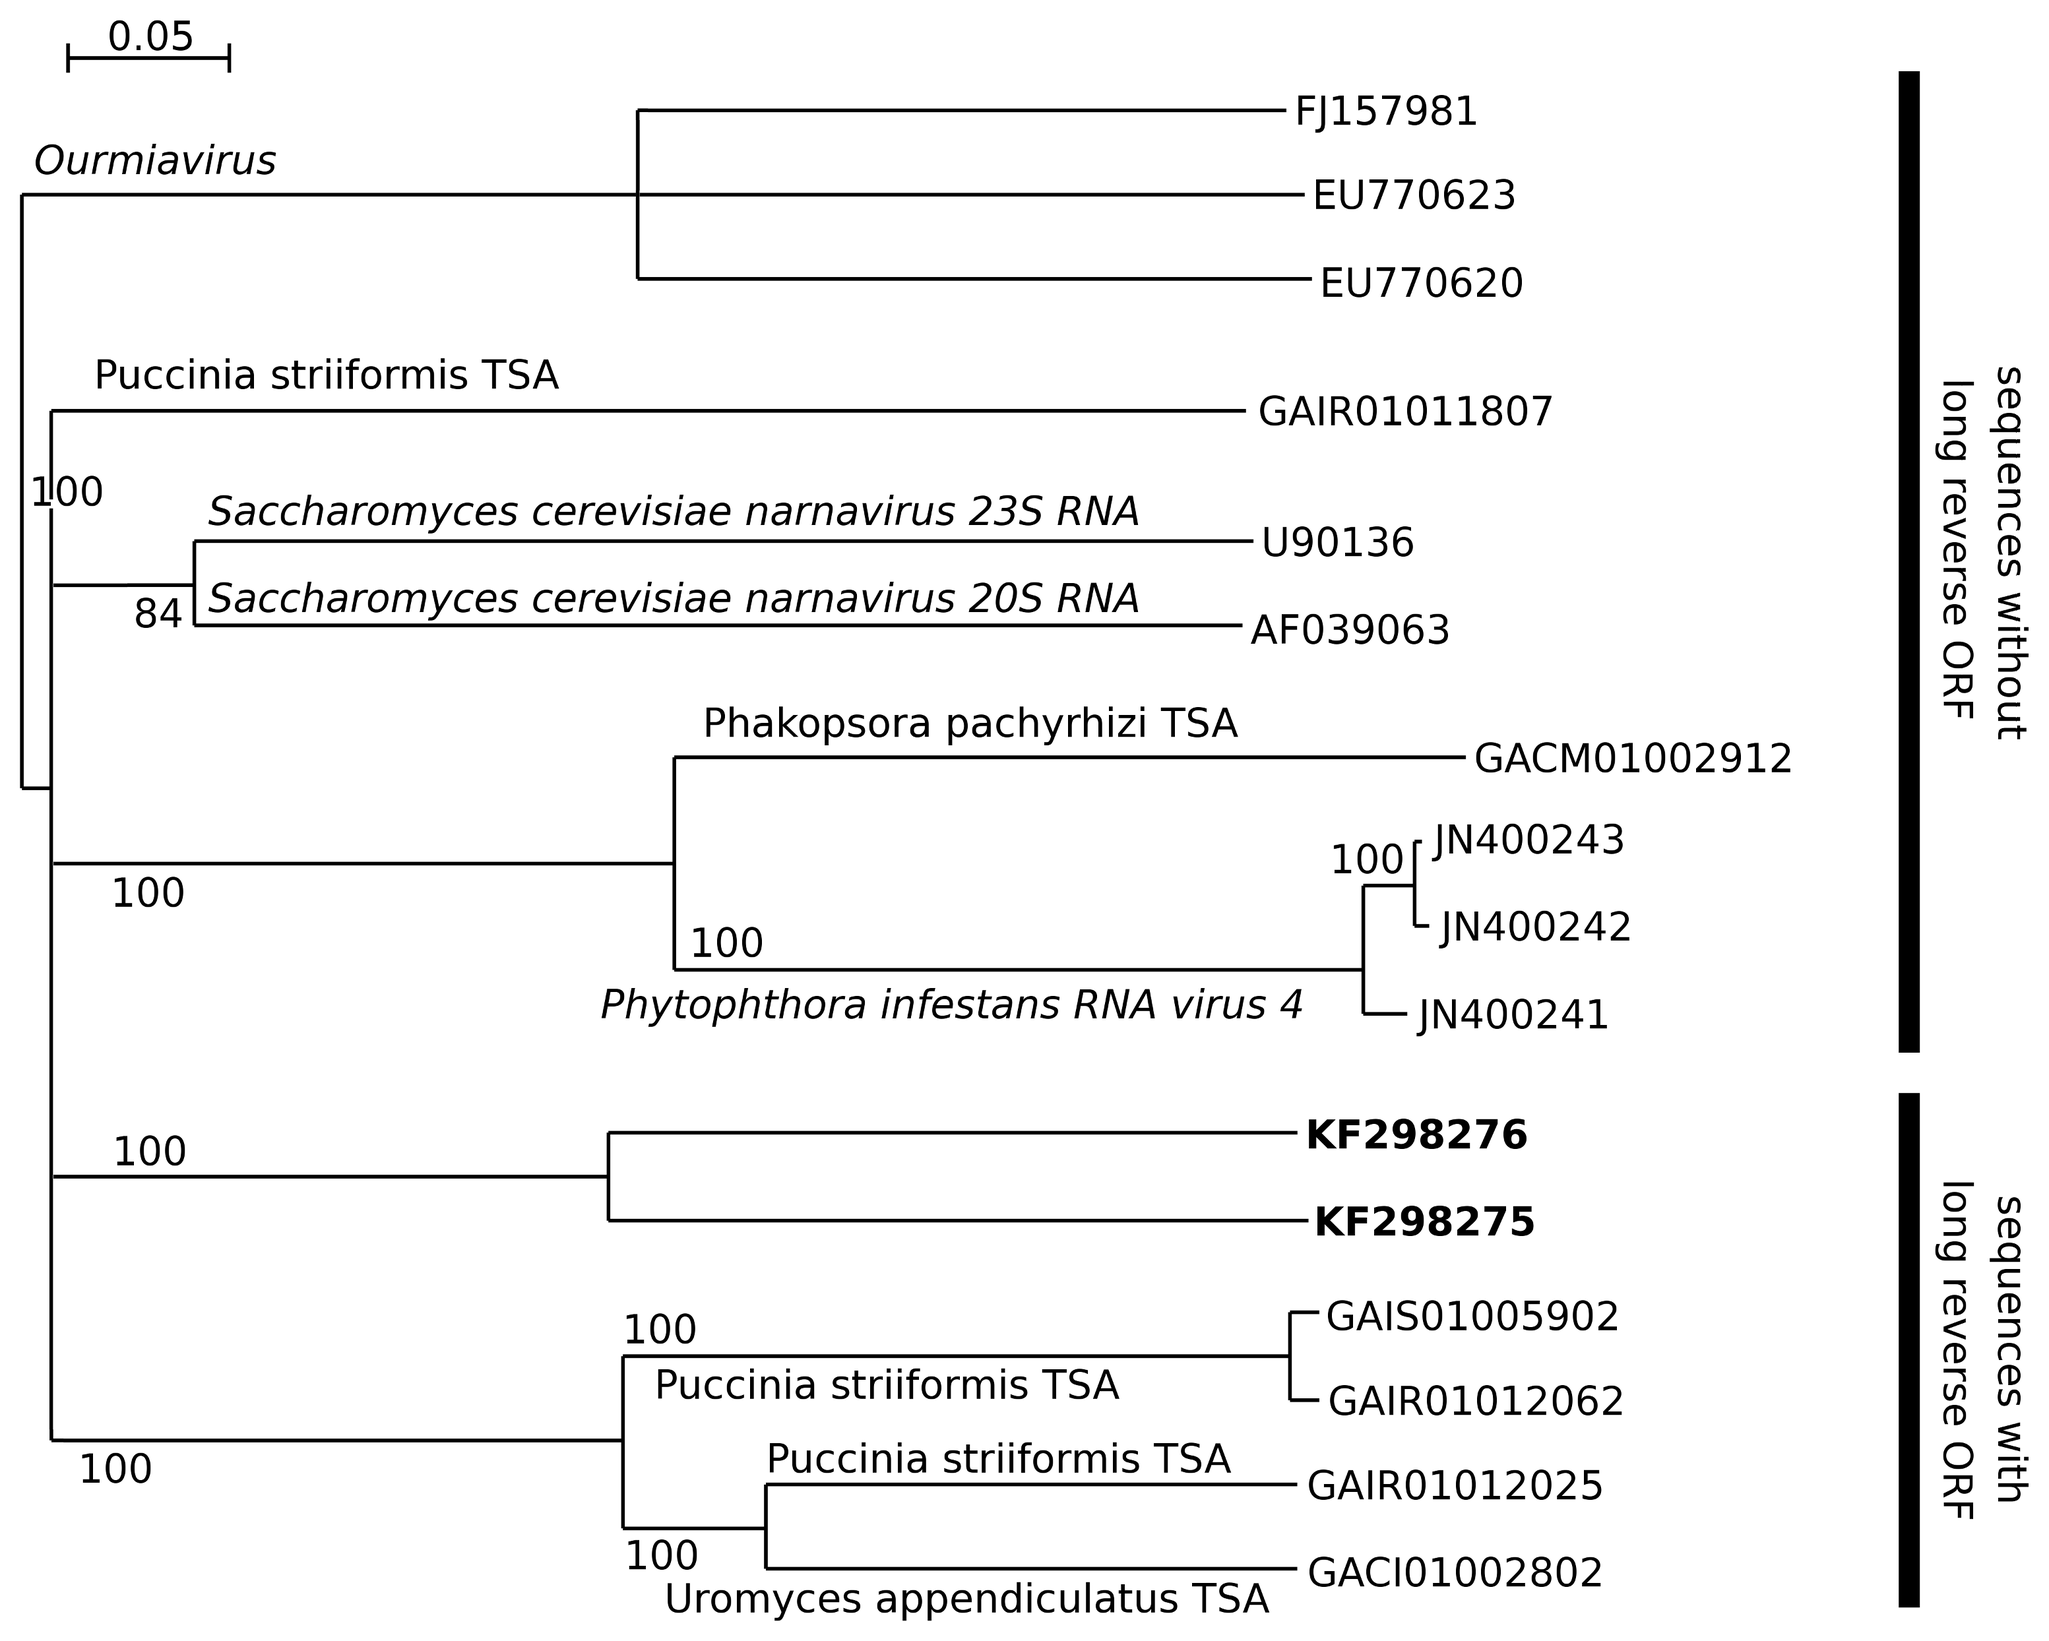 0.05
FJ157981
Ourmiavirus
EU770623
EU770620
Puccinia striiformis TSA
GAIR01011807
100
Saccharomyces cerevisiae narnavirus 23S RNA
U90136
Saccharomyces cerevisiae narnavirus 20S RNA
84
AF039063
Phakopsora pachyrhizi TSA
GACM01002912
JN400243
100
100
JN400242
100
Phytophthora infestans RNA virus 4
JN400241
sequences without
long reverse ORF
KF298276
100
KF298275
GAIS01005902
100
Puccinia striiformis TSA
GAIR01012062
100
Puccinia striiformis TSA
GAIR01012025
100
GACI01002802
Uromyces appendiculatus TSA
sequences with
long reverse ORF